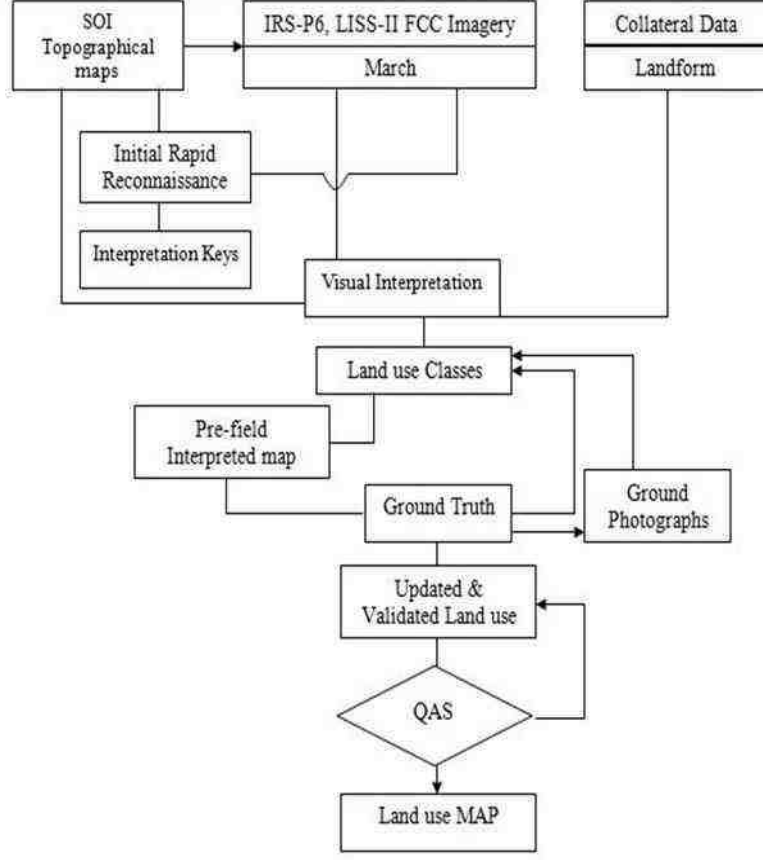 SOI
Topographical
maps
IRS-P6, LISS-II FCC Imagery
March
Collateral Data
Landform
Initial Rapid
Reconnaissance
Interpretation Keys
Visual Interpretation
Land use Classes
Pre-field
Interpreted map
Ground Truth
Ground
Photographs
Updated &
Validated Land use
QAS
Land use MAP